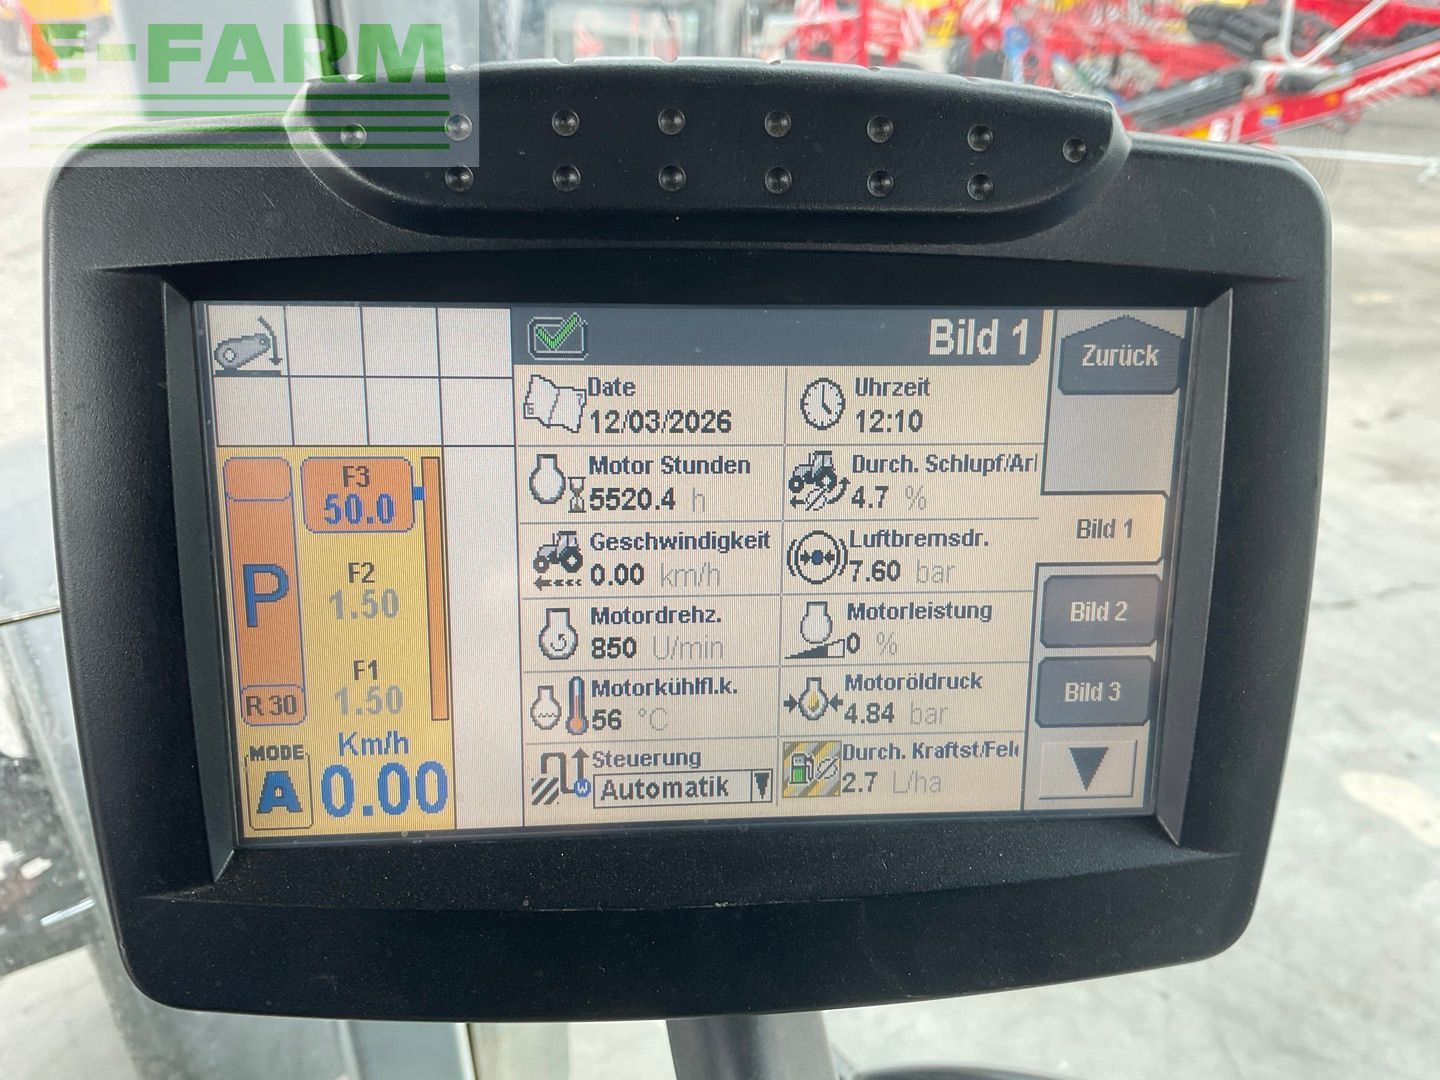 E-FARM
Bild 1
Zurück
Date
12/03/2026
Uhrzeit
12:10
Motor Stunden
5520.4 h
Durch. Schlupf/Arl
4.7 %
Geschwindigkeit
0.00 km/h
Luftbremsdr.
7.60 bar
Motordrehz.
850 U/min
Motorleistung
0 %
Motorkühlfl.k.
56 °C
Motoröldruck
4.84 bar
Steuerung
Automatik
Durch. Kraftst/Feld
2.7 L/ha
Bild 1
Bild 2
Bild 3
F3
50.0
F2
1.50
F1
1.50
P
R 30
MODE
A
Km/h
0.00